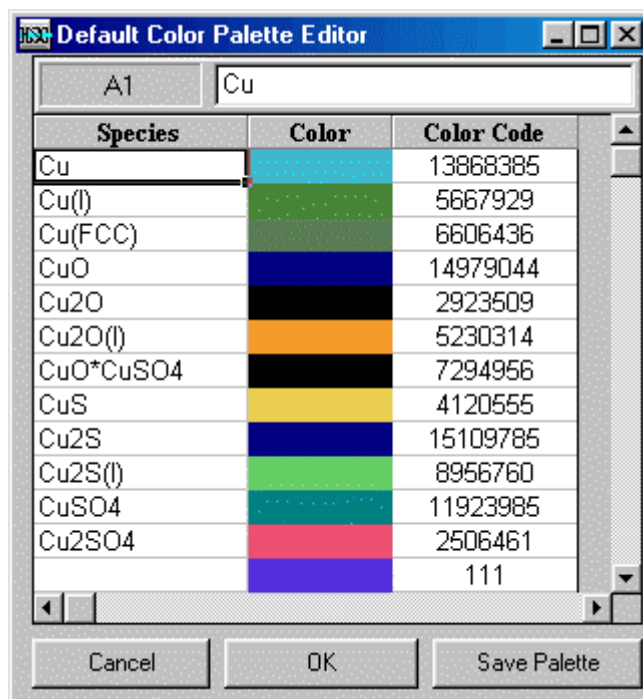 HSC Default Color Palette Editor
A1 Cu
Species Color Color Code
Cu 13868385
Cu(l) 5667929
Cu(FCC) 6606436
CuO 14979044
Cu2O 2923509
Cu2O(l) 5230314
CuO*CuSO4 7294956
CuS 4120555
Cu2S 15109785
Cu2S(l) 8956760
CuSO4 11923985
Cu2SO4 2506461
111
Cancel OK Save Palette